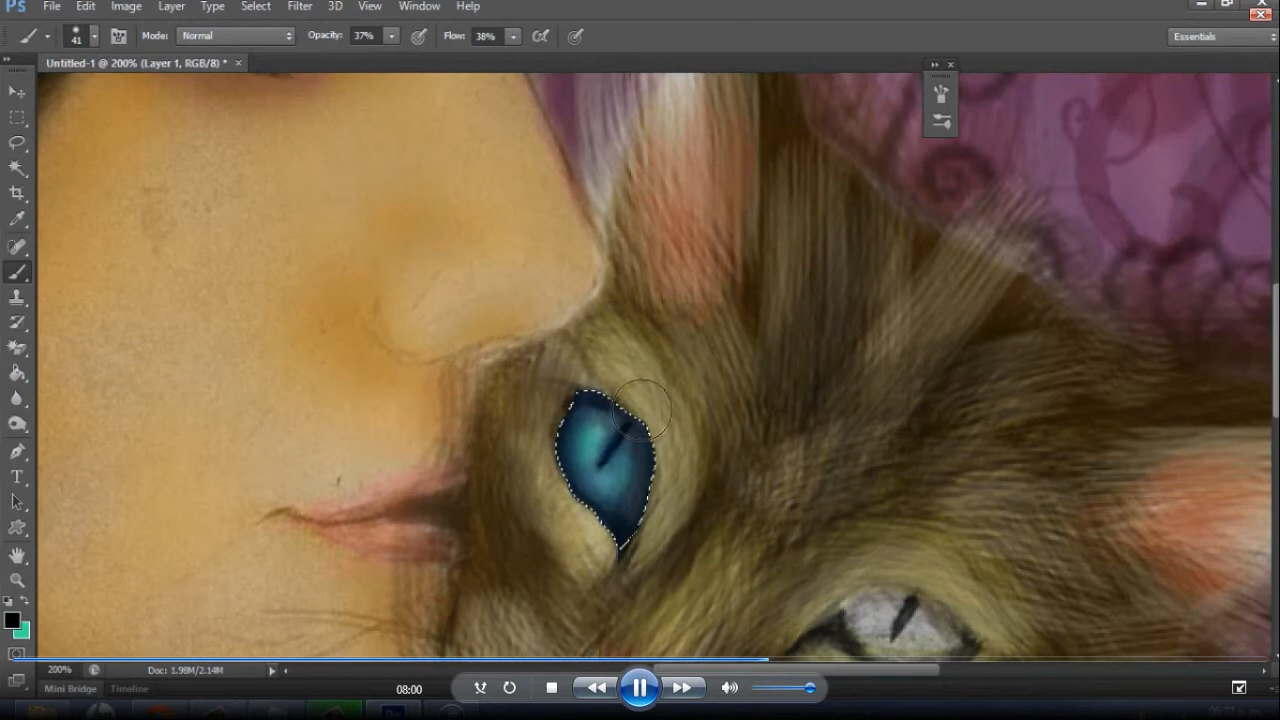 Ps File Edit Image Layer Type Select Filter 3D View Window Help
41 Mode: Normal Opacity: 37% Flow: 38% Essentials
Untitled-1 @ 200% (Layer 1, RGB/8) * ×
200% Doc: 1.98M/2.14M
Mini Bridge Timeline
08:00